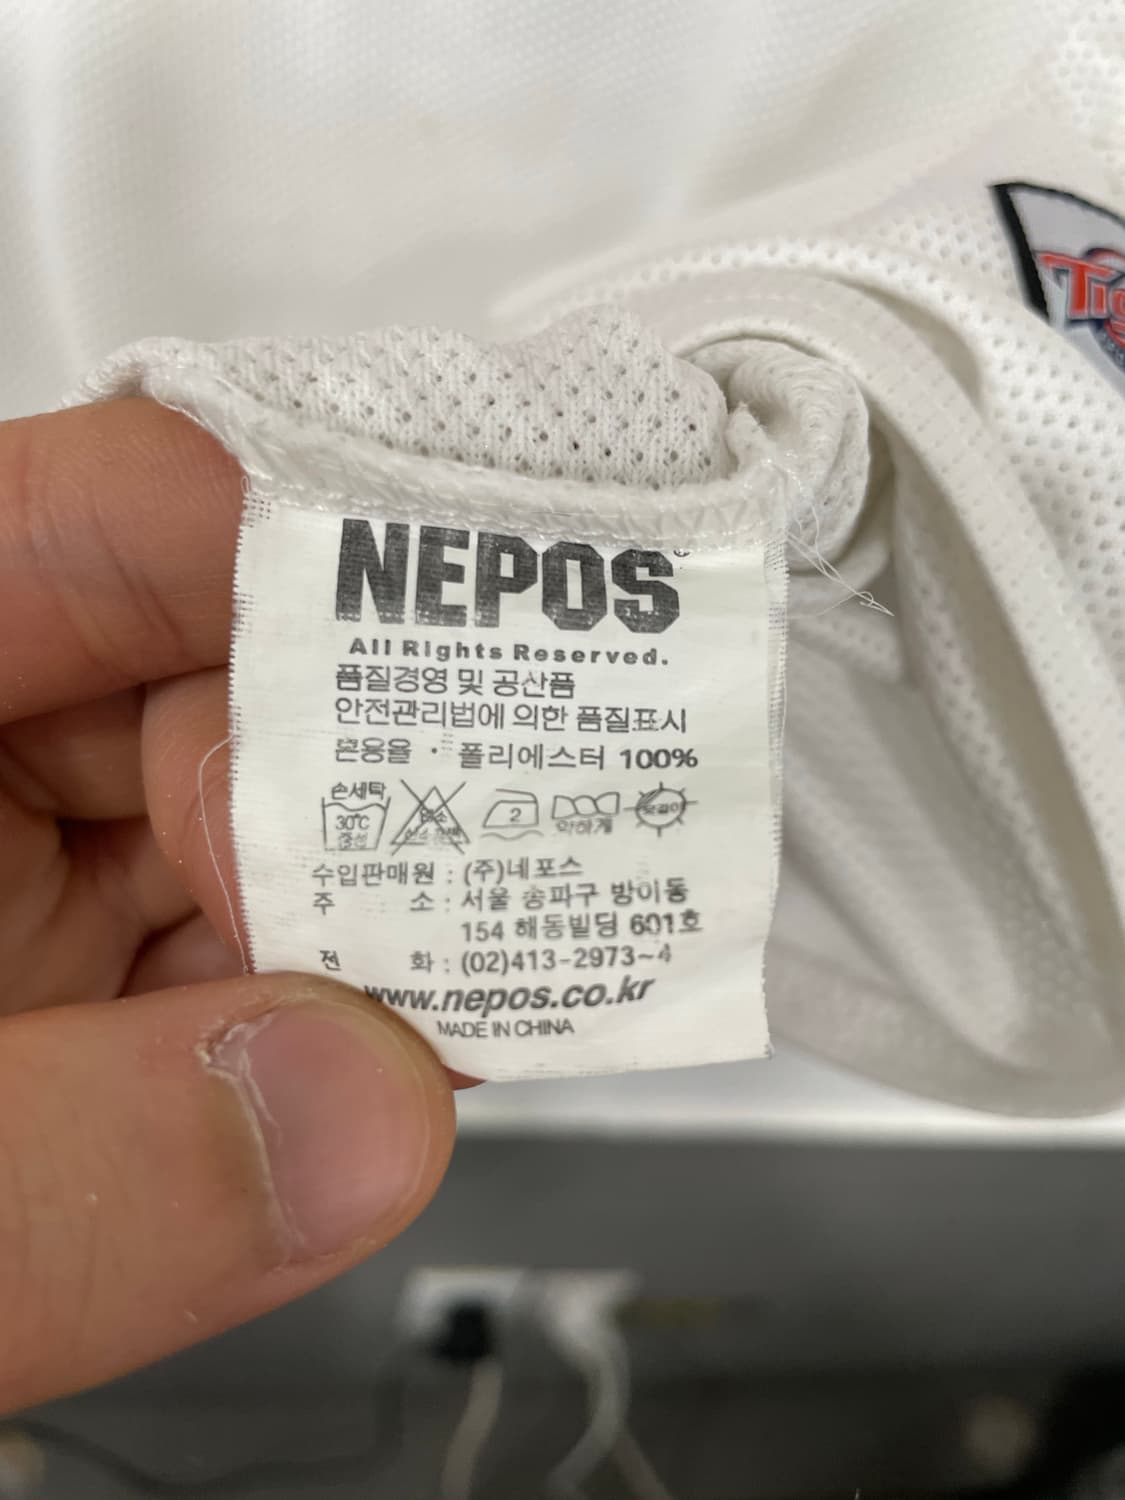 NEPOS
All Rights Reserved.
품질경영 및 공산품
안전관리법에 의한 품질표시
혼용율 · 폴리에스터 100%
손세탁
30℃
중성
2
약하게
수입판매원 : (주)네포스
주 소 : 서울 송파구 방이동
154 해동빌딩 601호
전 화 : (02)413-2973~4
www.nepos.co.kr
MADE IN CHINA